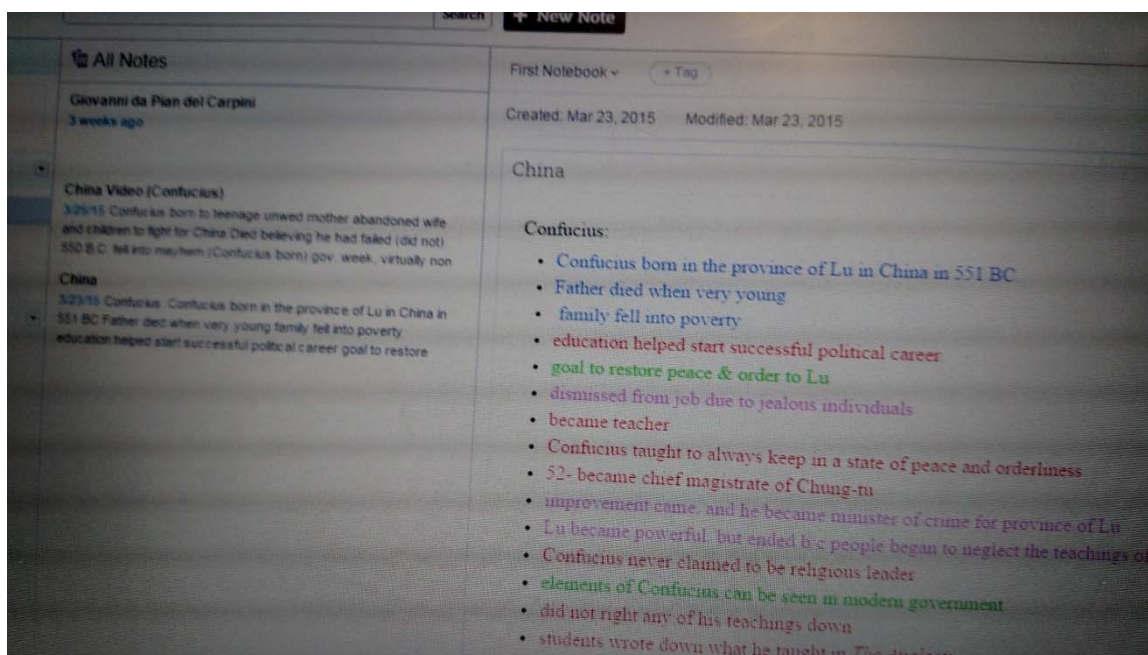 Search
+ New Note
All Notes
Giovanni da Pian del Carpini
3 weeks ago
China Video (Confucius)
3/25/15 Confucius born to teenage unwed mother abandoned wife
and children to fight for China Died believing he had failed (did not)
550 B.C. fell into mayhem (Confucius born) gov. week, virtually non
China
3/23/15 Confucius: Confucius born in the province of Lu in China in
551 BC Father died when very young family fell into poverty
education helped start successful political career goal to restore
First Notebook
+ Tag
Created: Mar 23, 2015 Modified: Mar 23, 2015
China
Confucius:
• Confucius born in the province of Lu in China in 551 BC
• Father died when very young
• family fell into poverty
• education helped start successful political career
• goal to restore peace & order to Lu
• dismissed from job due to jealous individuals
• became teacher
• Confucius taught to always keep in a state of peace and orderliness
• 52- became chief magistrate of Chung-tu
• improvement came, and he became minister of crime for province of Lu
• Lu became powerful, but ended b/c people began to neglect the teachings of
• Confucius never claimed to be religious leader
• elements of Confucius can be seen in modern government
• did not right any of his teachings down
• students wrote down what he taught in The